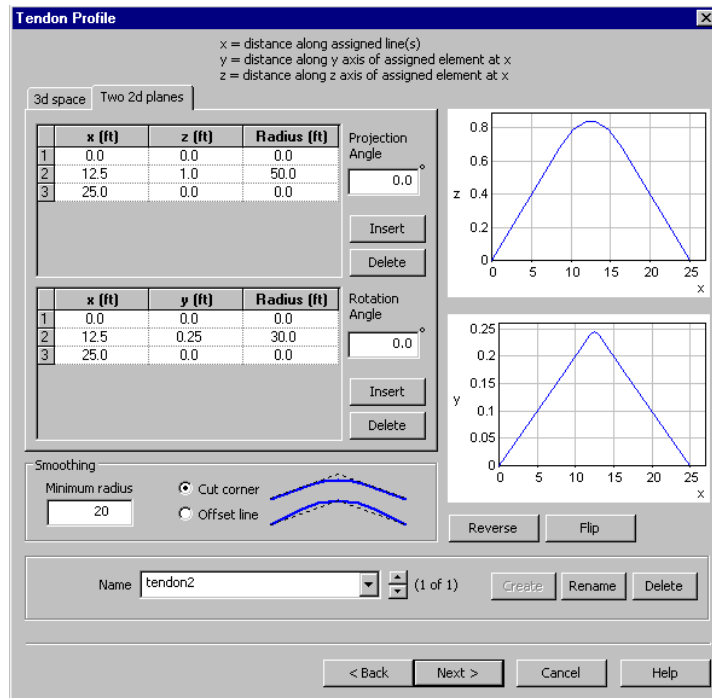 Tendon Profile
x = distance along assigned line(s)
y = distance along y axis of assigned element at x
z = distance along z axis of assigned element at x
3d space Two 2d planes
x (ft) z (ft) Radius (ft)
1 0.0 0.0 0.0
2 12.5 1.0 50.0
3 25.0 0.0 0.0
Projection
Angle
0.0 °
Insert
Delete
x (ft) y (ft) Radius (ft)
1 0.0 0.0 0.0
2 12.5 0.25 30.0
3 25.0 0.0 0.0
Rotation
Angle
0.0 °
Insert
Delete
0.8
0.6
z 0.4
0.2
0
0 5 10 15 20 25
x
0.25
0.2
0.15
y
0.1
0.05
0
0 5 10 15 20 25
x
Smoothing
Minimum radius
20
Cut corner
Offset line
Reverse Flip
Name tendon2 (1 of 1) Create Rename Delete
< Back Next > Cancel Help